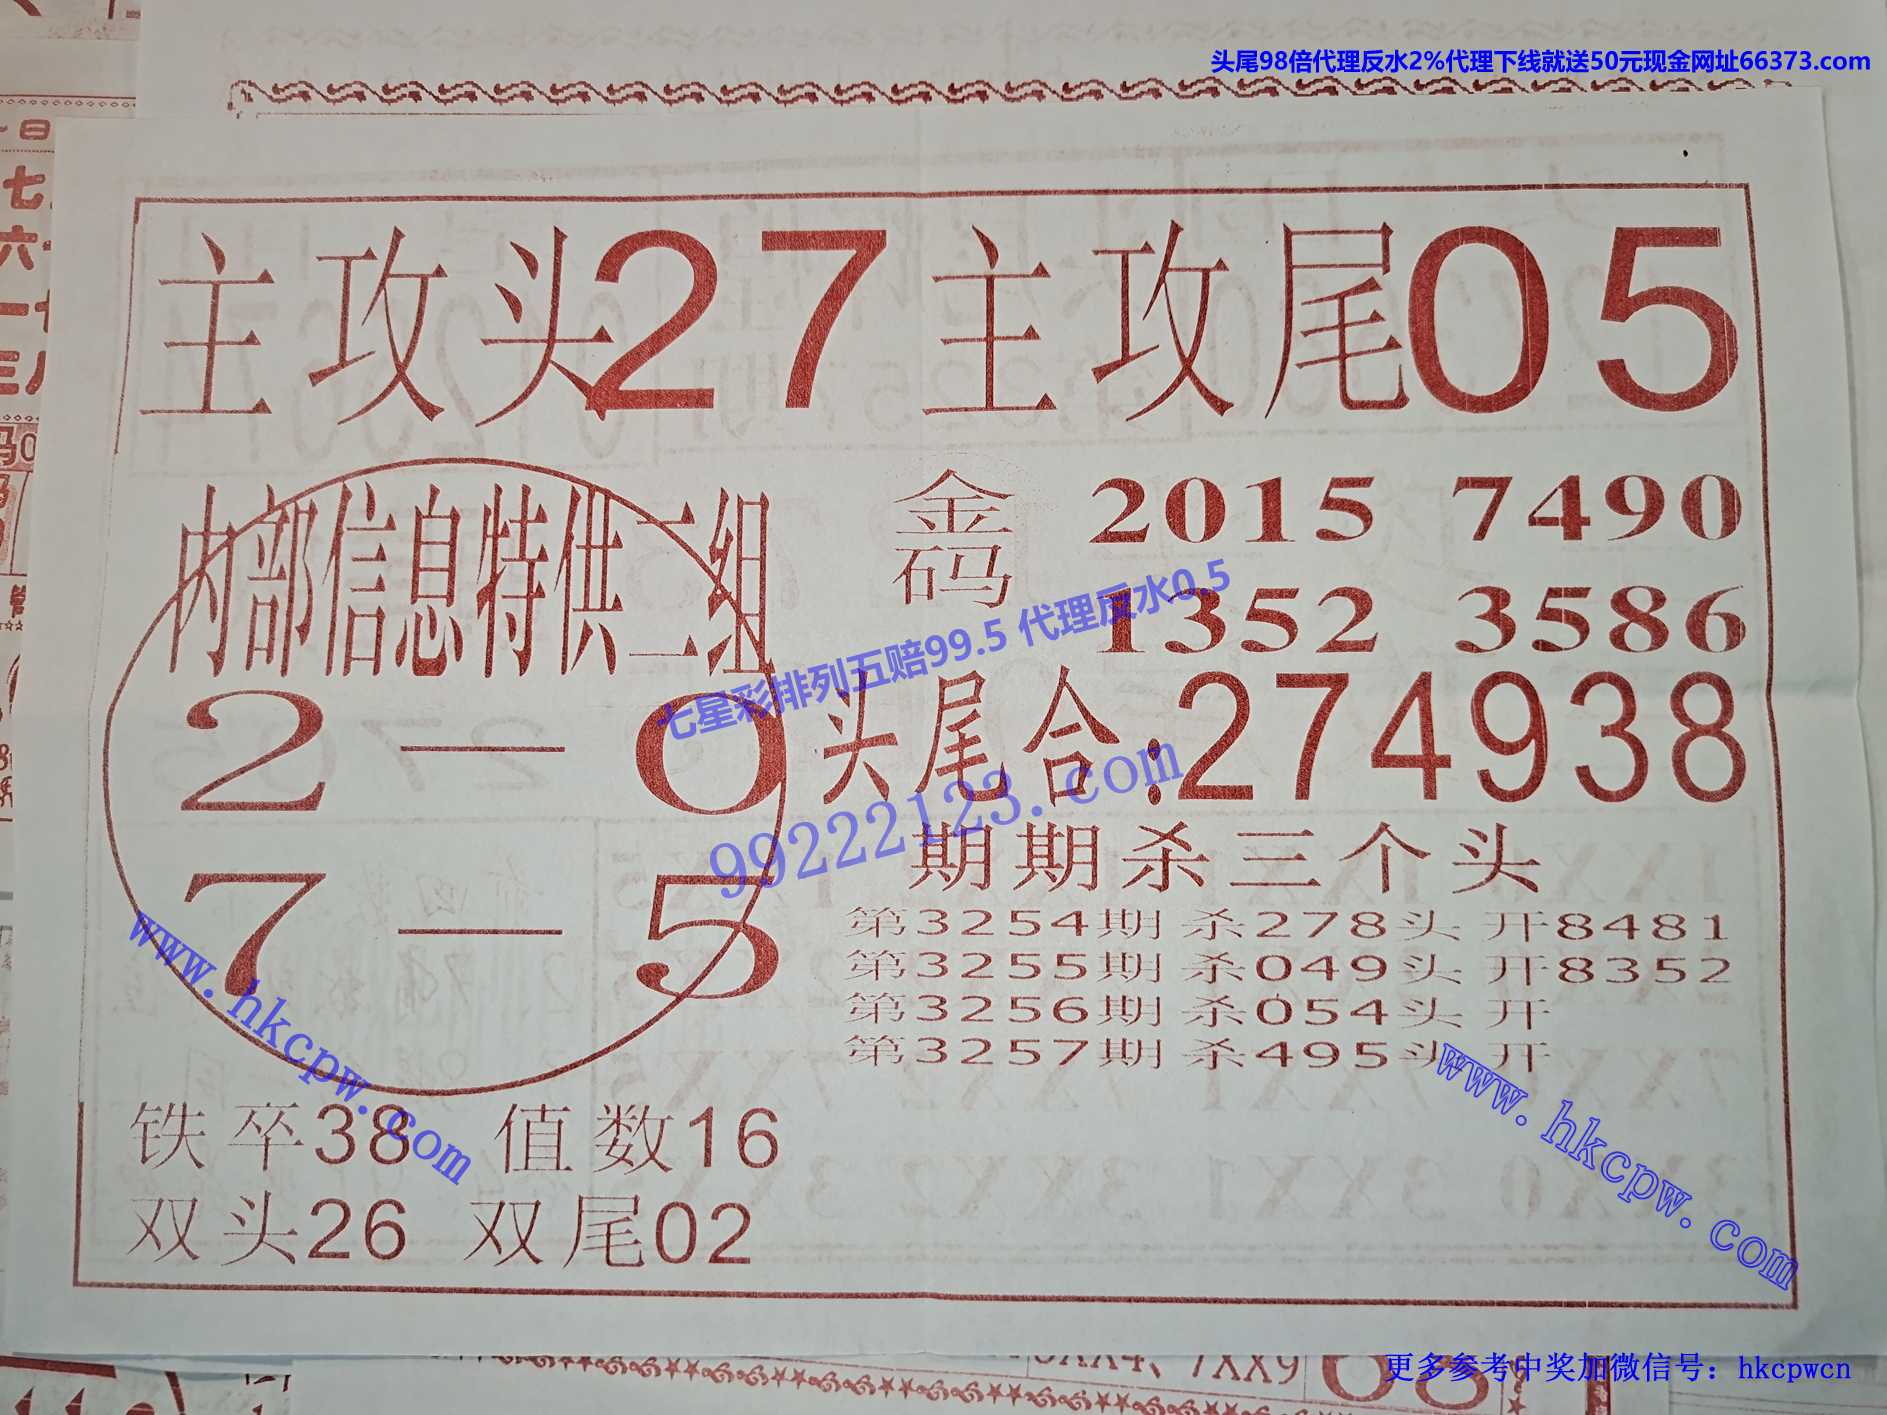 头尾98倍代理反水2%代理下线就送50元现金网址66373.com
主攻头27主攻尾05
内部信息特供二组
2—0
7—5
金码
2015 7490
1352 3586
七星彩排列五赔99.5 代理反水0.5
头尾合:274938
99222123.com
期期杀三个头
第3254期 杀278头 开8481
第3255期 杀049头 开8352
第3256期 杀054头 开
第3257期 杀495头 开
www.hkcpw.com
www.hkcpw.com
铁卒38 值数16
双头26 双尾02
XX4、7XX9
更多参考中奖加微信号：hkcpwcn